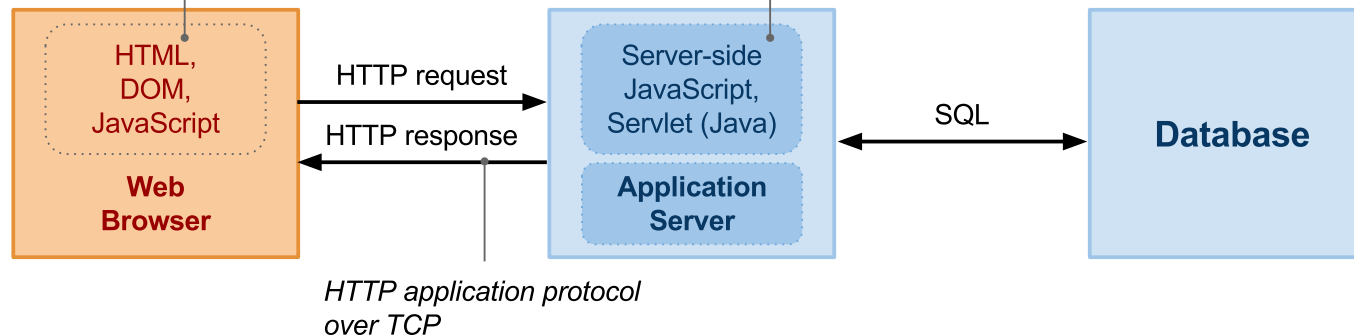 HTML,
DOM,
JavaScript
Web
Browser
HTTP request
HTTP response
HTTP application protocol
over TCP
Server-side
JavaScript,
Servlet (Java)
Application
Server
SQL
Database